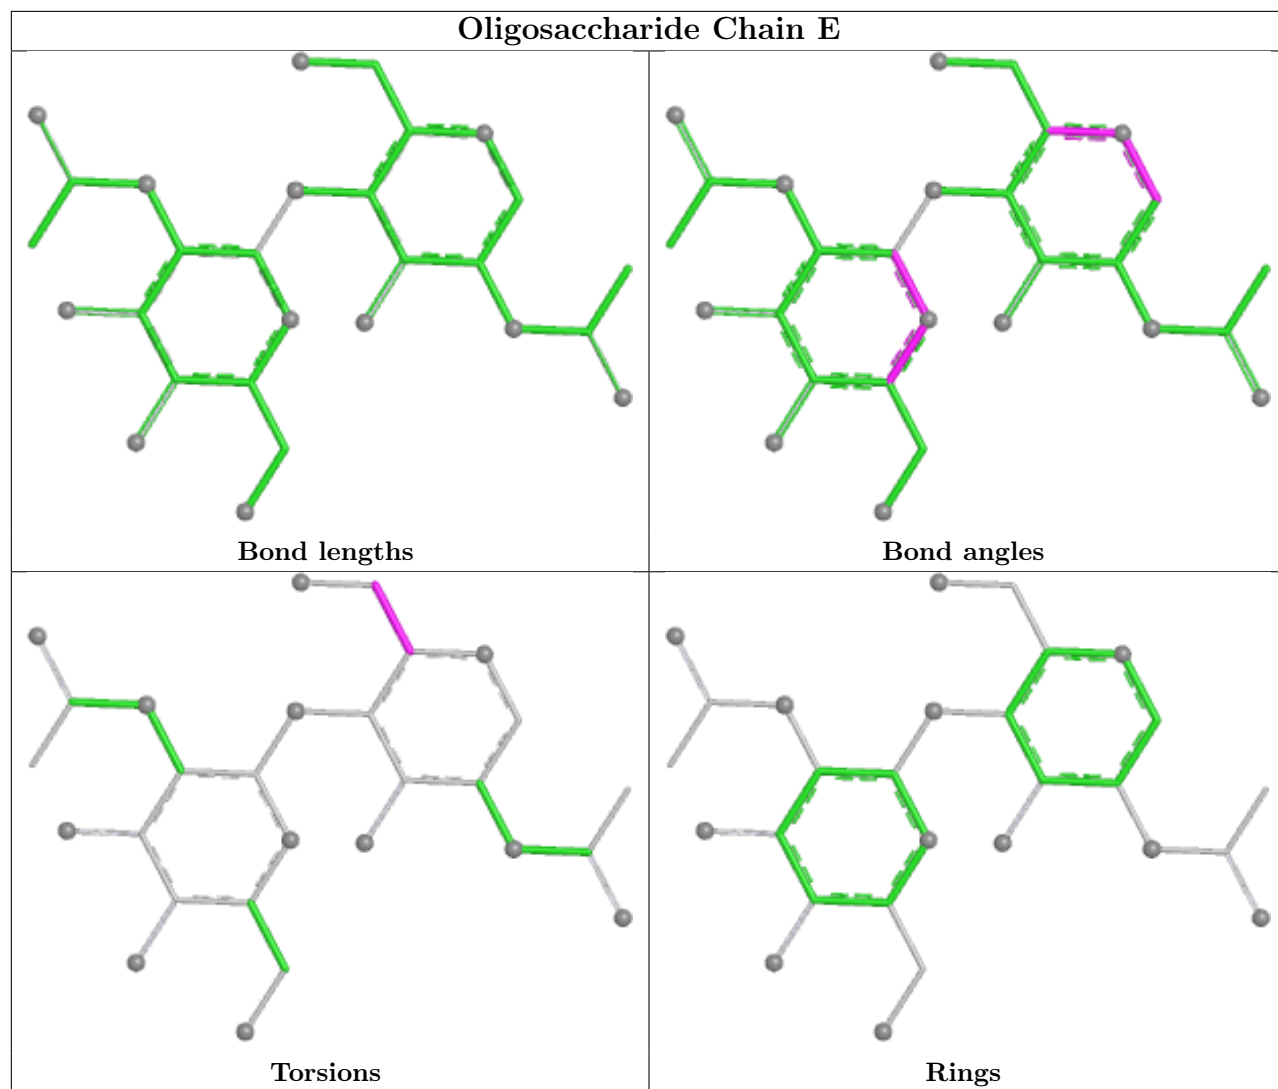 Oligosaccharide Chain E
Bond lengths
Bond angles
Torsions
Rings